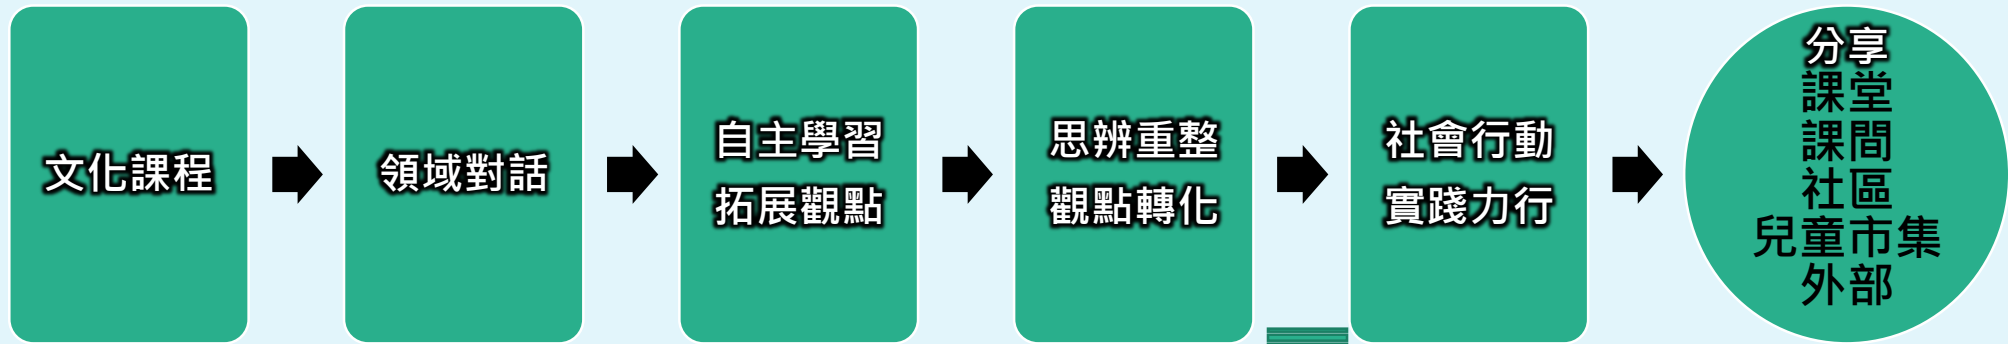 文化課程
領域對話
自主學習
拓展觀點
思辨重整
觀點轉化
社會行動
實踐力行
分享
課堂
課間
社區
兒童市集
外部